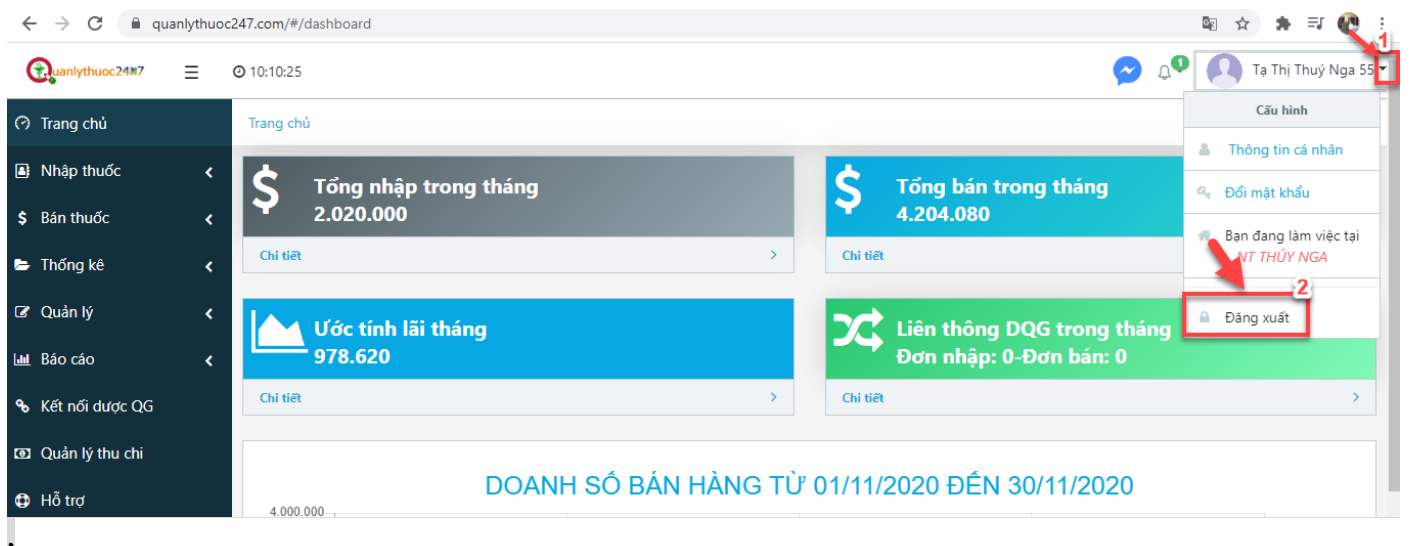 quanlythuoc247.com/#/dashboard
1
Quanlythuoc247
10:10:25
1
Tạ Thị Thuý Nga 55
Trang chủ
Nhập thuốc
Bán thuốc
Thống kê
Quản lý
Báo cáo
Kết nối dược QG
Quản lý thu chi
Hỗ trợ
Trang chủ
Tổng nhập trong tháng
2.020.000
Chi tiết
Tổng bán trong tháng
4.204.080
Chi tiết
Ước tính lãi tháng
978.620
Chi tiết
Liên thông DQG trong tháng
Đơn nhập: 0-Đơn bán: 0
Chi tiết
Cấu hình
Thông tin cá nhân
Đổi mật khẩu
Bạn đang làm việc tại
NT THÚY NGA
2
Đăng xuất
DOANH SỐ BÁN HÀNG TỪ 01/11/2020 ĐẾN 30/11/2020
4.000.000